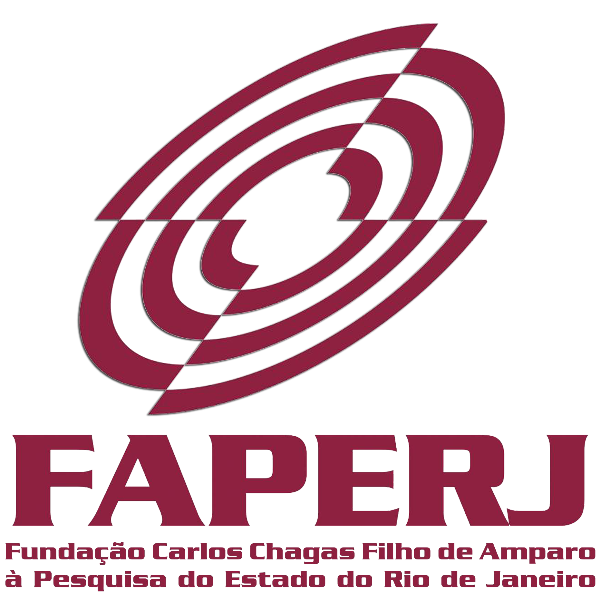 FAPERJ
Fundação Carlos Chagas Filho de Amparo
à Pesquisa do Estado do Rio de Janeiro